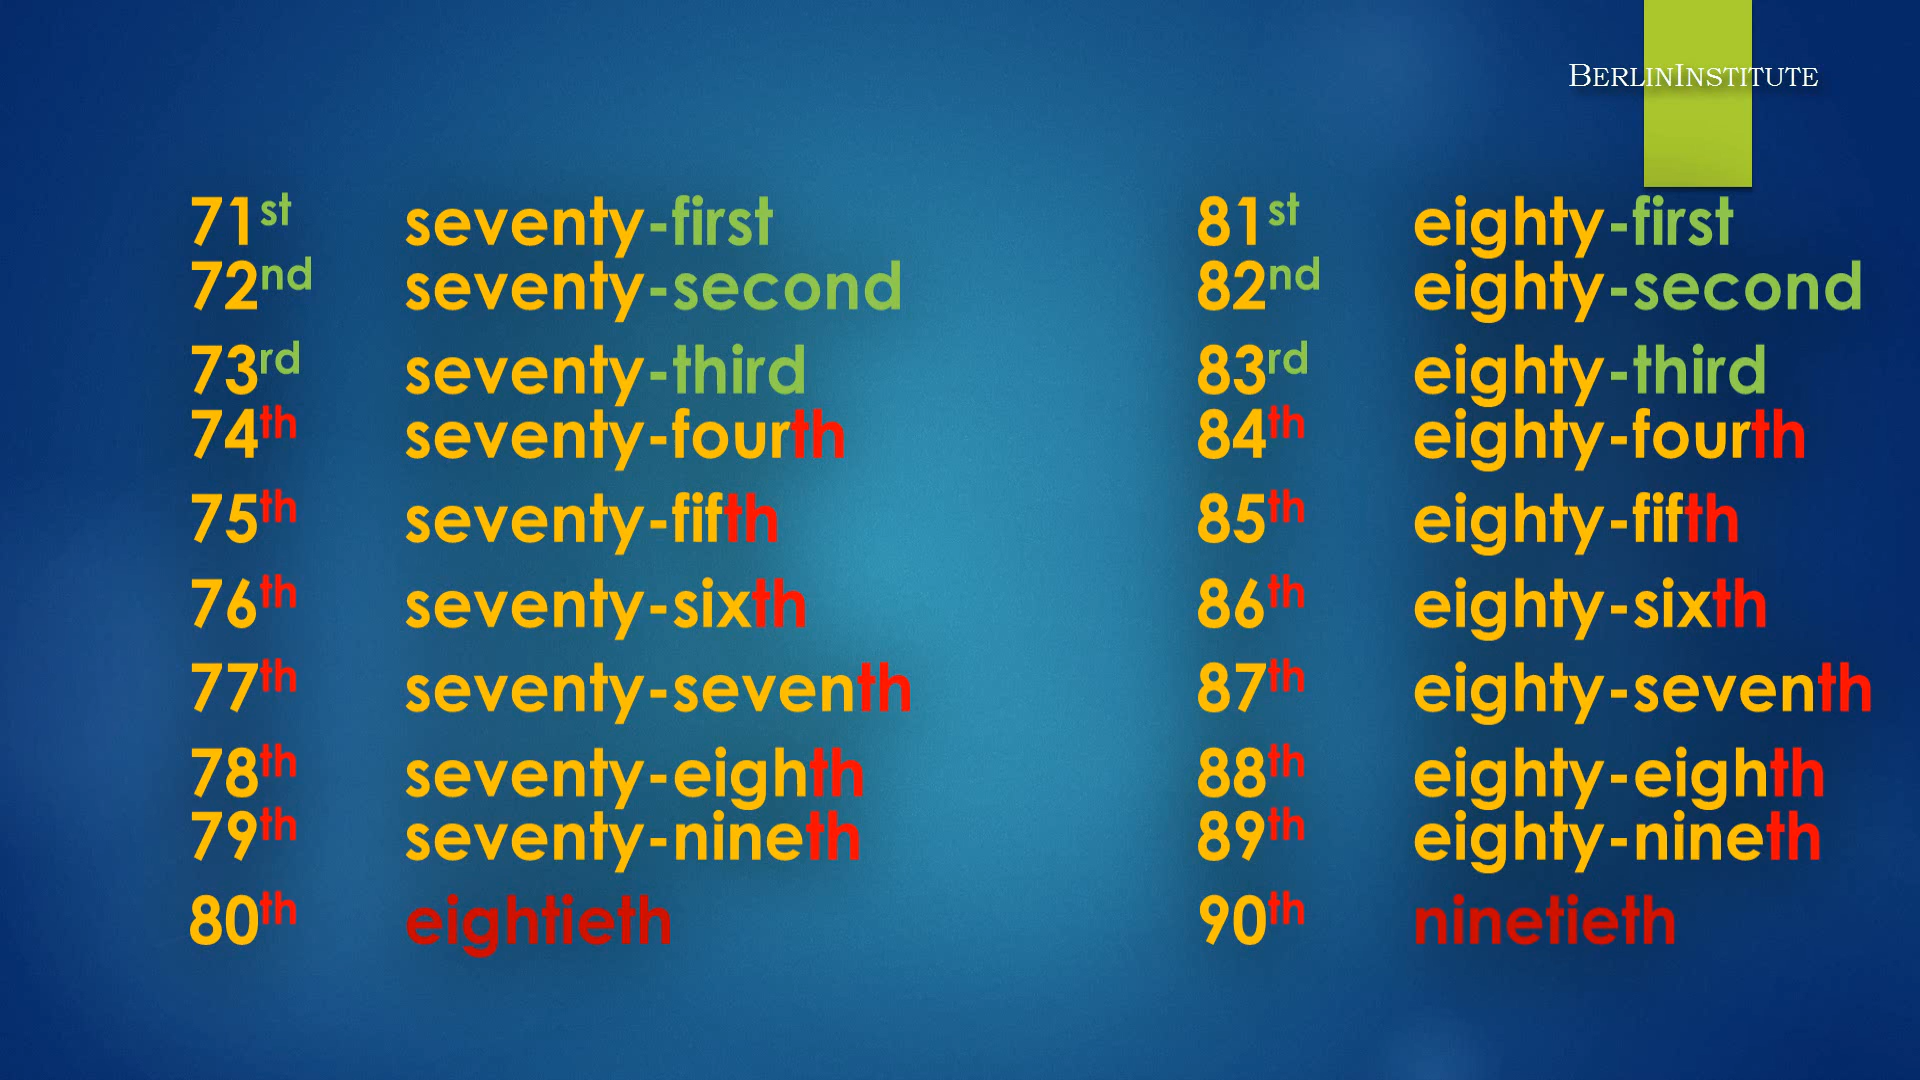 BERLININSTITUTE
71st seventy-first
72nd seventy-second
73rd seventy-third
74th seventy-fourth
75th seventy-fifth
76th seventy-sixth
77th seventy-seventh
78th seventy-eighth
79th seventy-nineth
80th eightieth
81st eighty-first
82nd eighty-second
83rd eighty-third
84th eighty-fourth
85th eighty-fifth
86th eighty-sixth
87th eighty-seventh
88th eighty-eighth
89th eighty-nineth
90th ninetieth